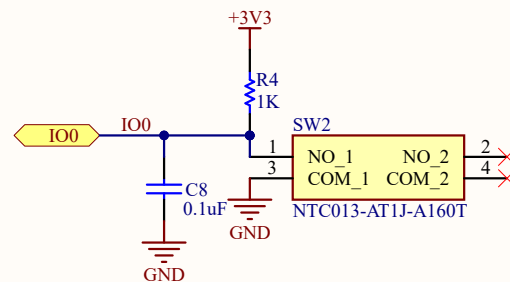 +3V3
R4
1K
IO0
IO0
SW2
1
NO_1
NO_2
2
3
COM_1
COM_2
4
C8
0.1uF
NTC013-AT1J-A160T
GND
GND